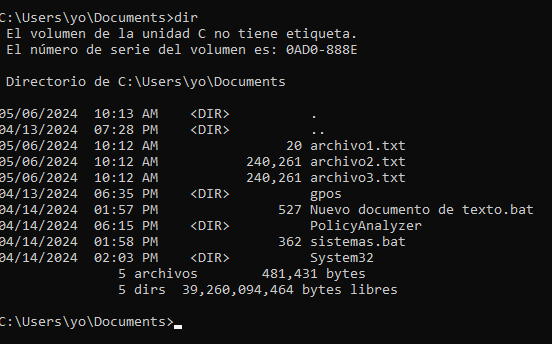 C:\Users\yo\Documents>dir
El volumen de la unidad C no tiene etiqueta.
El número de serie del volumen es: 0AD0-888E
Directorio de C:\Users\yo\Documents
05/06/2024  10:13 AM    <DIR>          .
04/13/2024  07:28 PM    <DIR>          ..
05/06/2024  10:12 AM                20 archivo1.txt
05/06/2024  10:12 AM           240,261 archivo2.txt
05/06/2024  10:12 AM           240,261 archivo3.txt
04/13/2024  06:35 PM    <DIR>          gpos
04/14/2024  01:57 PM               527 Nuevo documento de texto.bat
04/14/2024  06:15 PM    <DIR>          PolicyAnalyzer
04/14/2024  01:58 PM               362 sistemas.bat
04/14/2024  02:03 PM    <DIR>          System32
5 archivos        481,431 bytes
5 dirs  39,260,094,464 bytes libres
C:\Users\yo\Documents>